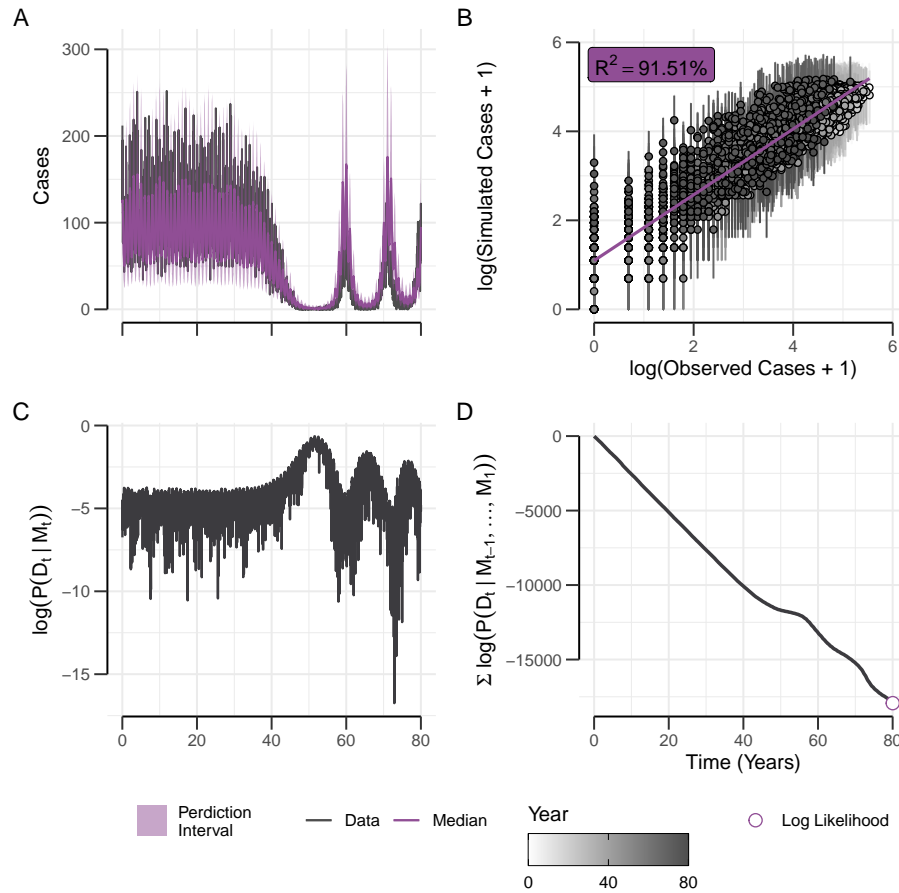 A
300
200
100
0
Cases
B
6
4
2
0
log(Simulated Cases + 1)
R² = 91.51%
0 2 4 6
log(Observed Cases + 1)
C
0
−5
−10
−15
log(P(Dₜ | Mₜ))
0 20 40 60 80
D
0
−5000
−10000
−15000
Σ log(P(Dₜ | Mₜ₋₁, ..., M₁))
0 20 40 60 80
Time (Years)
Perdiction
Interval
Data
Median
Year
0 40 80
Log Likelihood